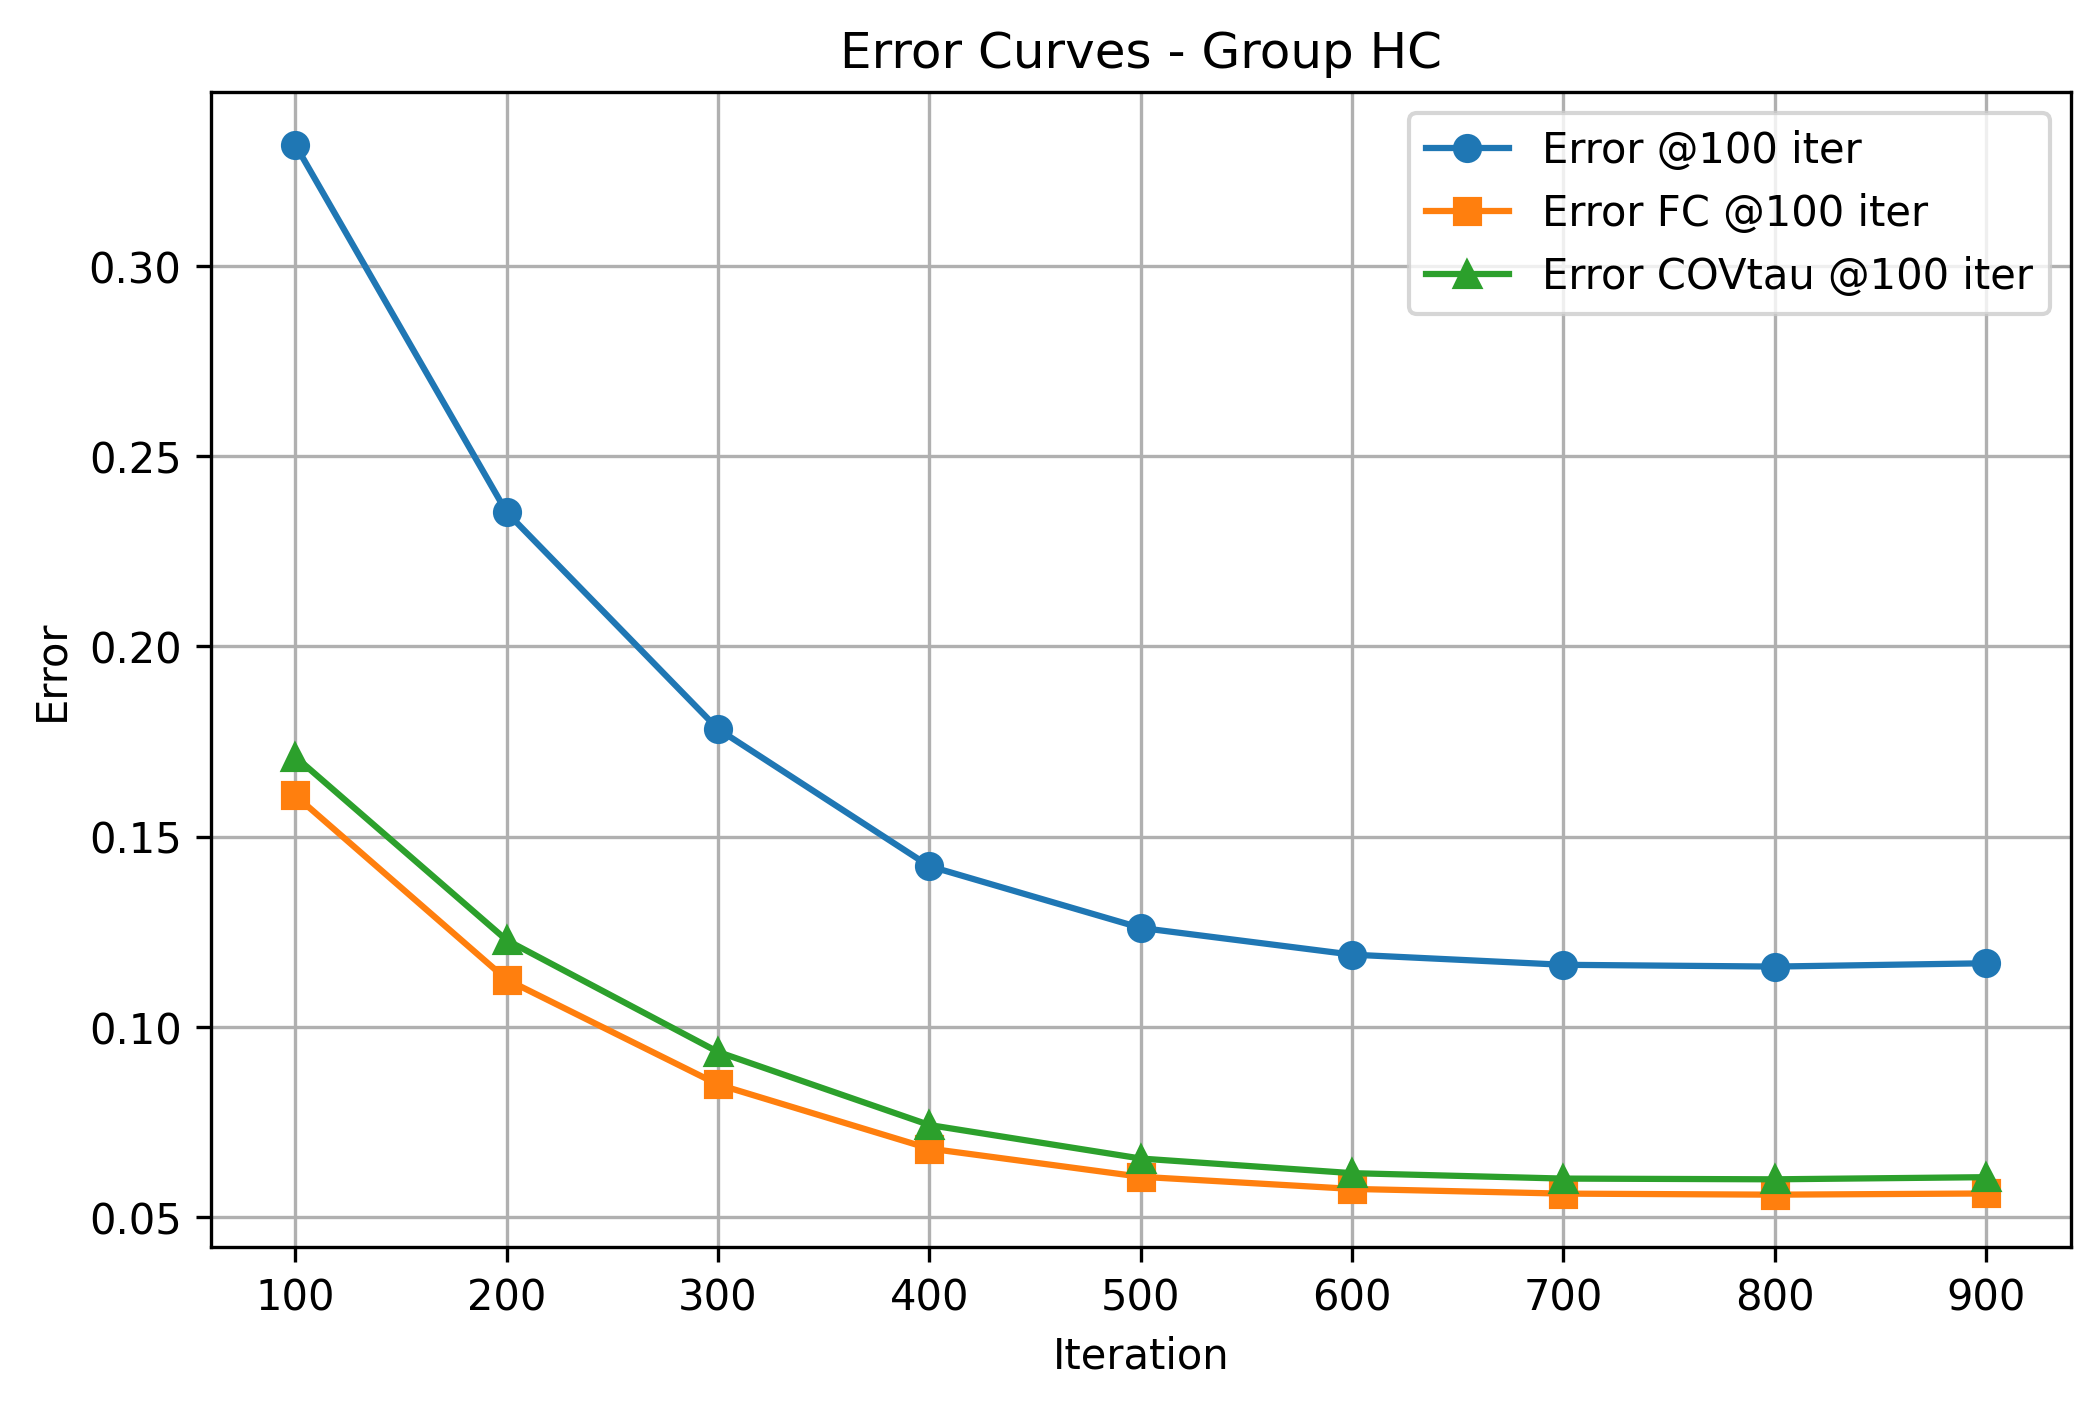 Error Curves - Group HC
Error @100 iter
Error FC @100 iter
Error COVtau @100 iter
0.30
0.25
0.20
0.15
0.10
0.05
Error
100 200 300 400 500 600 700 800 900
Iteration